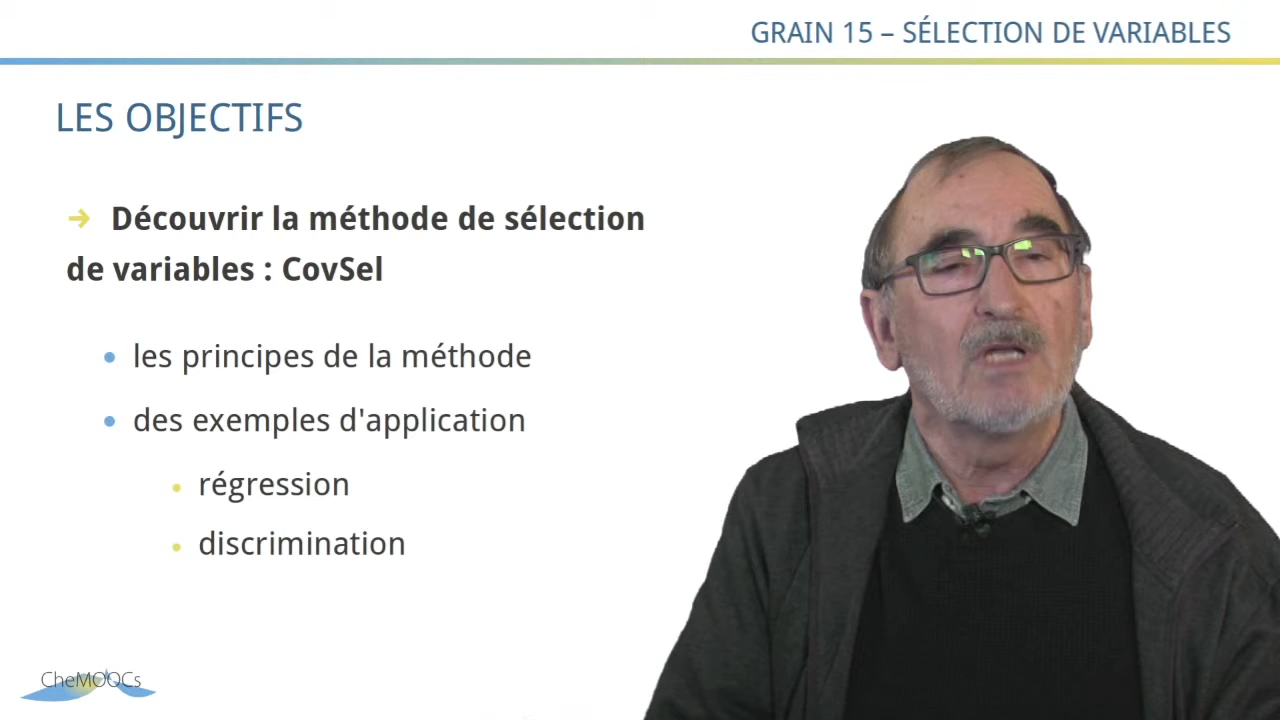 GRAIN 15 – SÉLECTION DE VARIABLES
LES OBJECTIFS
➔ Découvrir la méthode de sélection
de variables : CovSel
• les principes de la méthode
• des exemples d'application
• régression
• discrimination
CheMOOCs